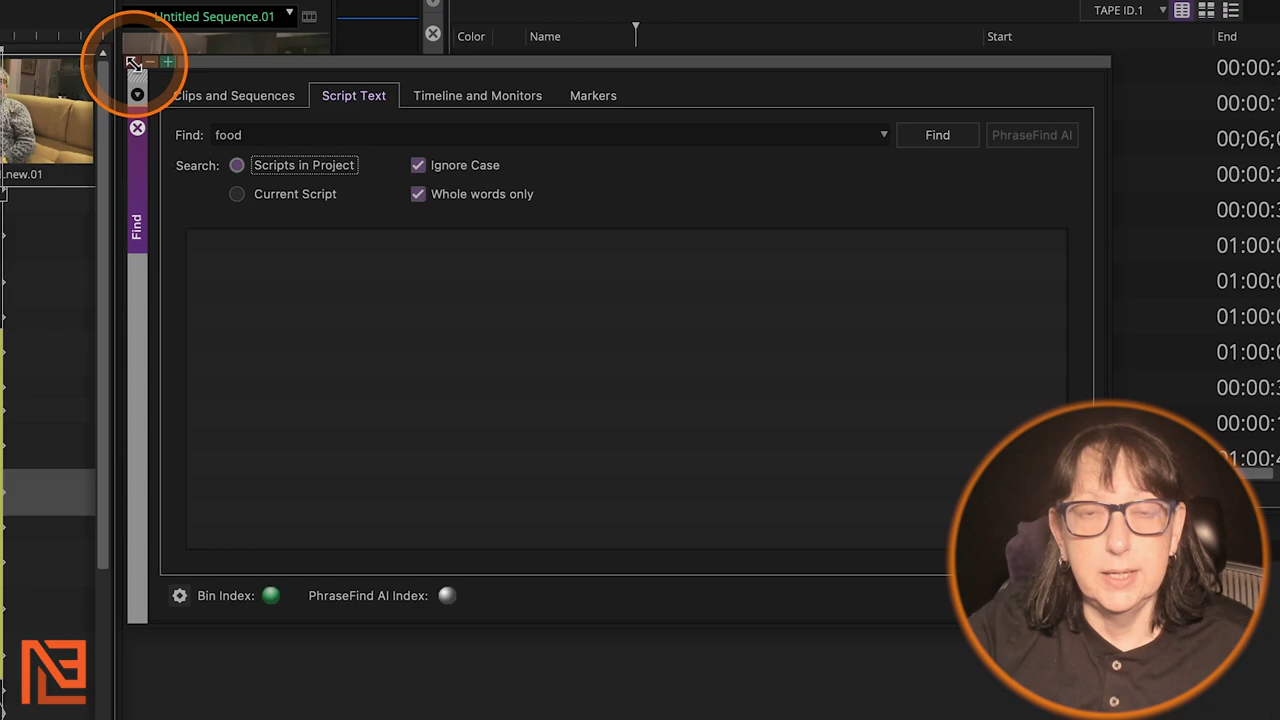 Untitled Sequence.01
TAPE ID.1
Color
Name
Start
End
00:00:2
Clips and Sequences
Script Text
Timeline and Monitors
Markers
00:00:
Find:
food
Find
PhraseFind AI
00;06;
Search:
Scripts in Project
Ignore Case
.new.01
00:00:2
Current Script
Whole words only
00:00:3
Find
01:00:0
01:00:0
01:00:0
01:00:0
00:00:3
00:00:1
01:00:4
Bin Index:
PhraseFind AI Index: